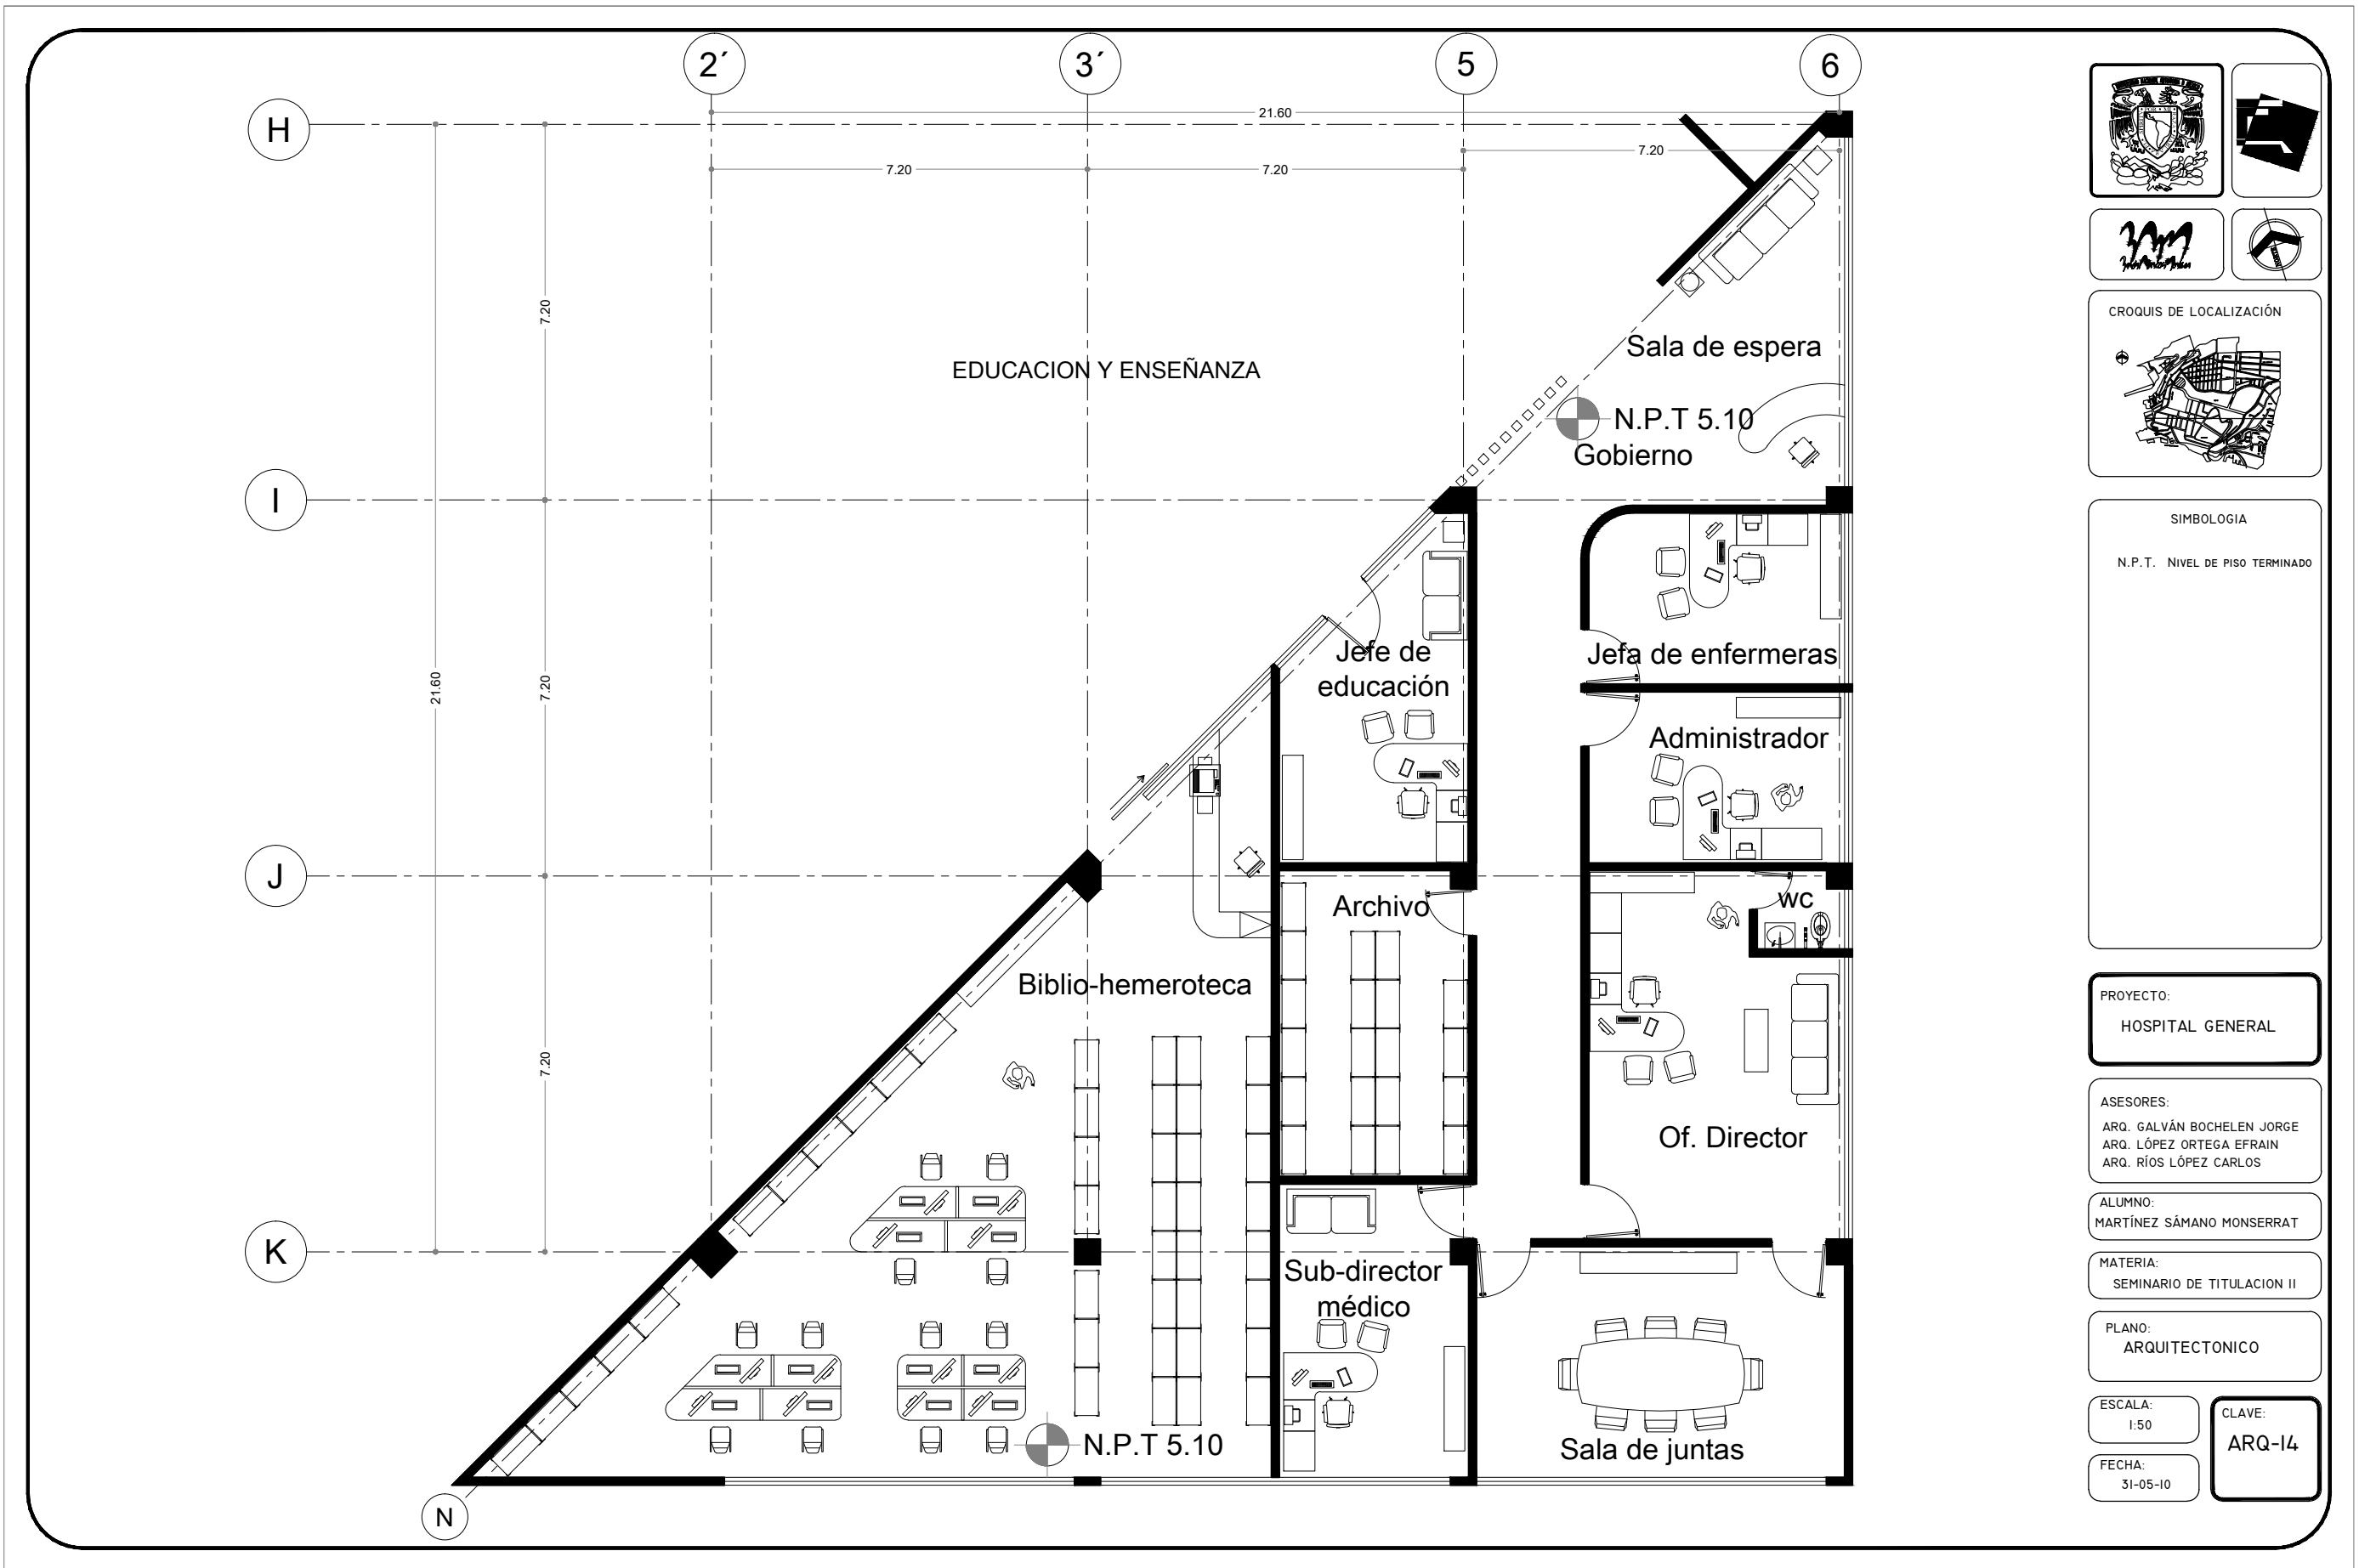 2´
3´
5
6
H
21.60
7.20
7.20
7.20
7.20
EDUCACION Y ENSEÑANZA
Sala de espera
N.P.T 5.10
Gobierno
I
Jefe de
educación
Jefa de enfermeras
21.60
7.20
Administrador
J
Archivo
wc
Biblio-hemeroteca
7.20
Of. Director
K
Sub-director
médico
N.P.T 5.10
Sala de juntas
N
CROQUIS DE LOCALIZACIÓN
SIMBOLOGIA
N.P.T. NIVEL DE PISO TERMINADO
PROYECTO:
HOSPITAL GENERAL
ASESORES:
ARQ. GALVÁN BOCHELEN JORGE
ARQ. LÓPEZ ORTEGA EFRAIN
ARQ. RÍOS LÓPEZ CARLOS
ALUMNO:
MARTÍNEZ SÁMANO MONSERRAT
MATERIA:
SEMINARIO DE TITULACION II
PLANO:
ARQUITECTONICO
ESCALA:
1:50
CLAVE:
ARQ-14
FECHA:
31-05-10